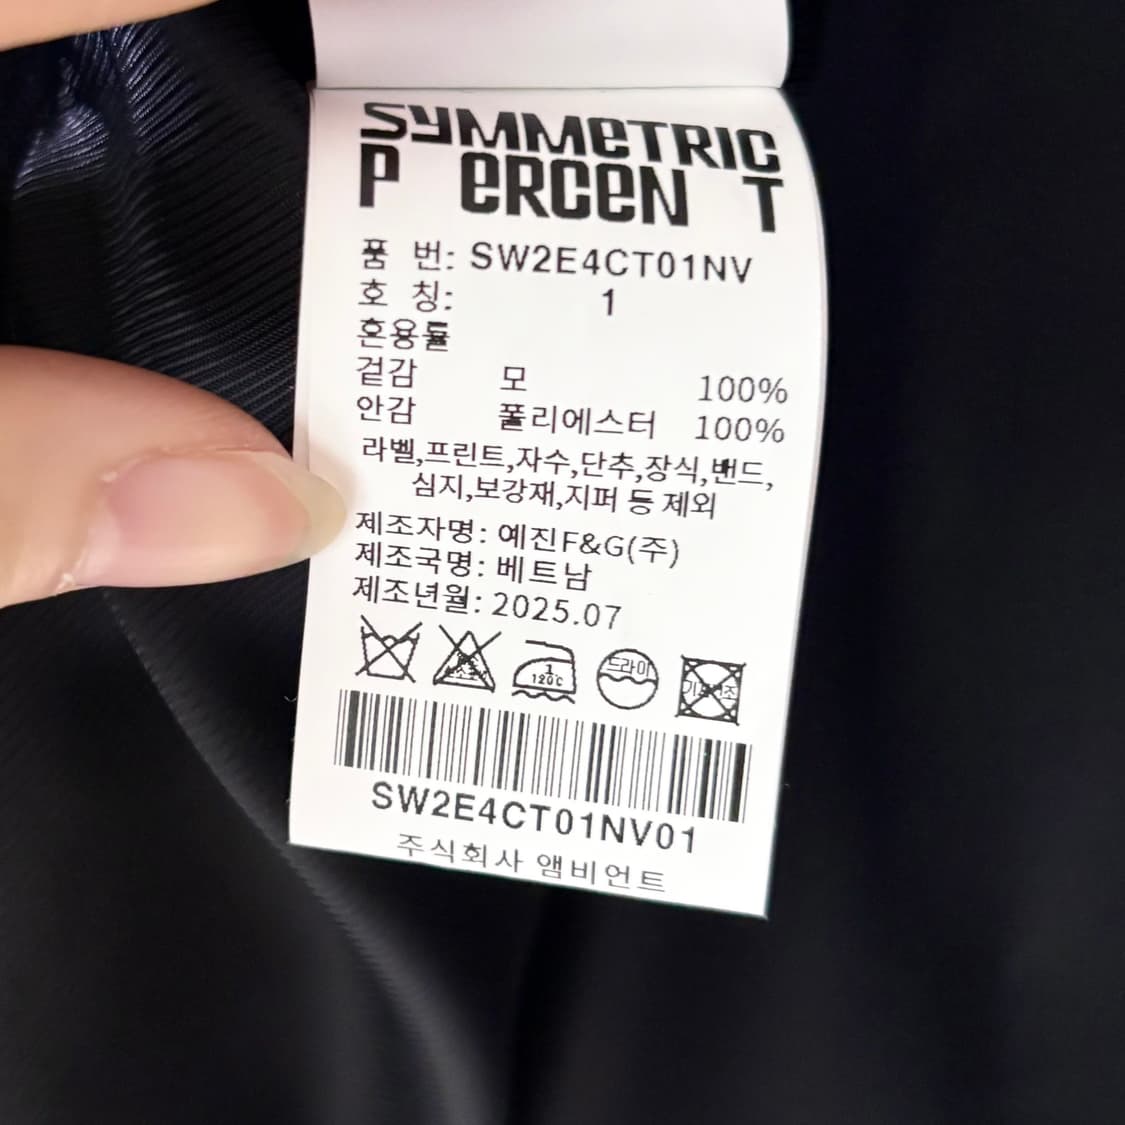 SYMMETRIC
PERCENT
품 번: SW2E4CT01NV
호 칭: 1
혼용률
겉감 모 100%
안감 폴리에스터 100%
라벨,프린트,자수,단추,장식,밴드,
심지,보강재,지퍼 등 제외
제조자명: 예진F&G(주)
제조국명: 베트남
제조년월: 2025.07
1 120℃ 드라이
SW2E4CT01NV01
주식회사 앰비언트